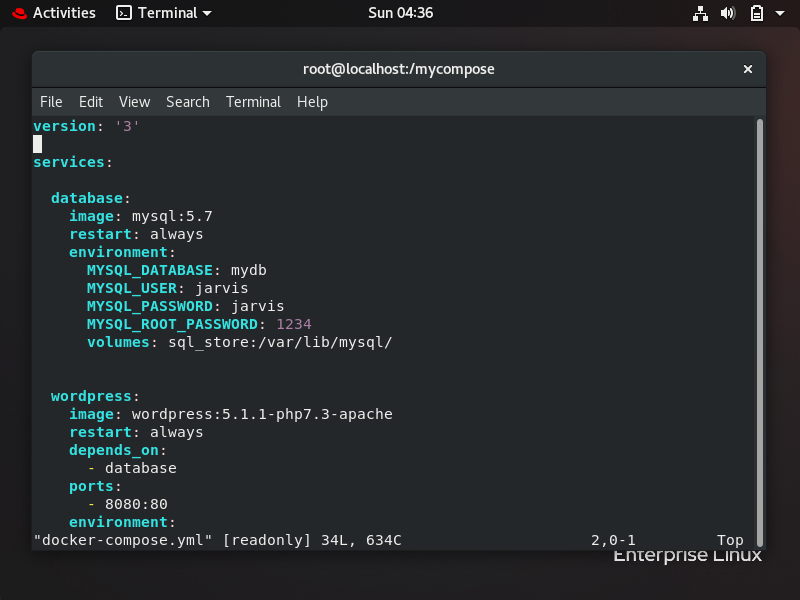 Activities Terminal Sun 04:36
root@localhost:/mycompose ×
File Edit View Search Terminal Help
version: '3'
services:
  database:
    image: mysql:5.7
    restart: always
    environment:
      MYSQL_DATABASE: mydb
      MYSQL_USER: jarvis
      MYSQL_PASSWORD: jarvis
      MYSQL_ROOT_PASSWORD: 1234
      volumes: sql_store:/var/lib/mysql/
  wordpress:
    image: wordpress:5.1.1-php7.3-apache
    restart: always
    depends_on:
      - database
    ports:
      - 8080:80
    environment:
"docker-compose.yml" [readonly] 34L, 634C 2,0-1 Top
Enterprise Linux